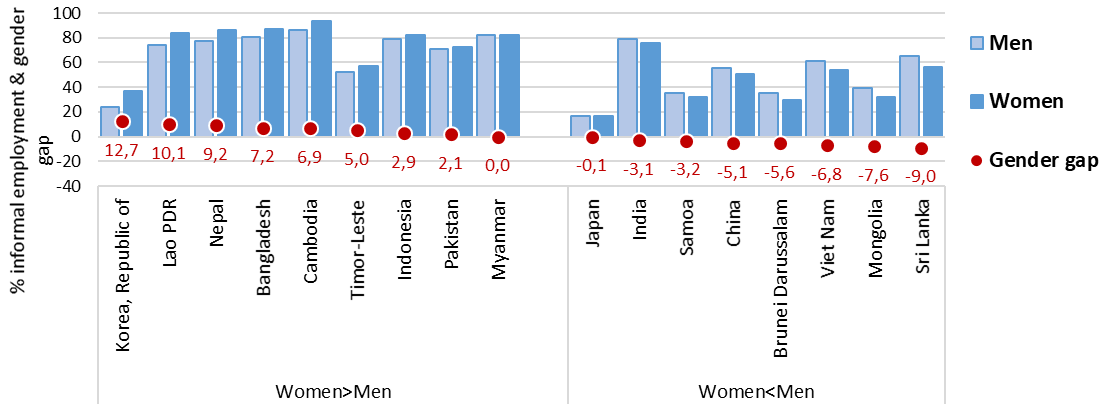 % informal employment & gender
gap
100
80
60
40
20
0
-20
-40
12,7
10,1
9,2
7,2
6,9
5,0
2,9
2,1
0,0
-0,1
-3,1
-3,2
-5,1
-5,6
-6,8
-7,6
-9,0
Korea, Republic of
Lao PDR
Nepal
Bangladesh
Cambodia
Timor-Leste
Indonesia
Pakistan
Myanmar
Japan
India
Samoa
China
Brunei Darussalam
Viet Nam
Mongolia
Sri Lanka
Women>Men
Women<Men
Men
Women
Gender gap